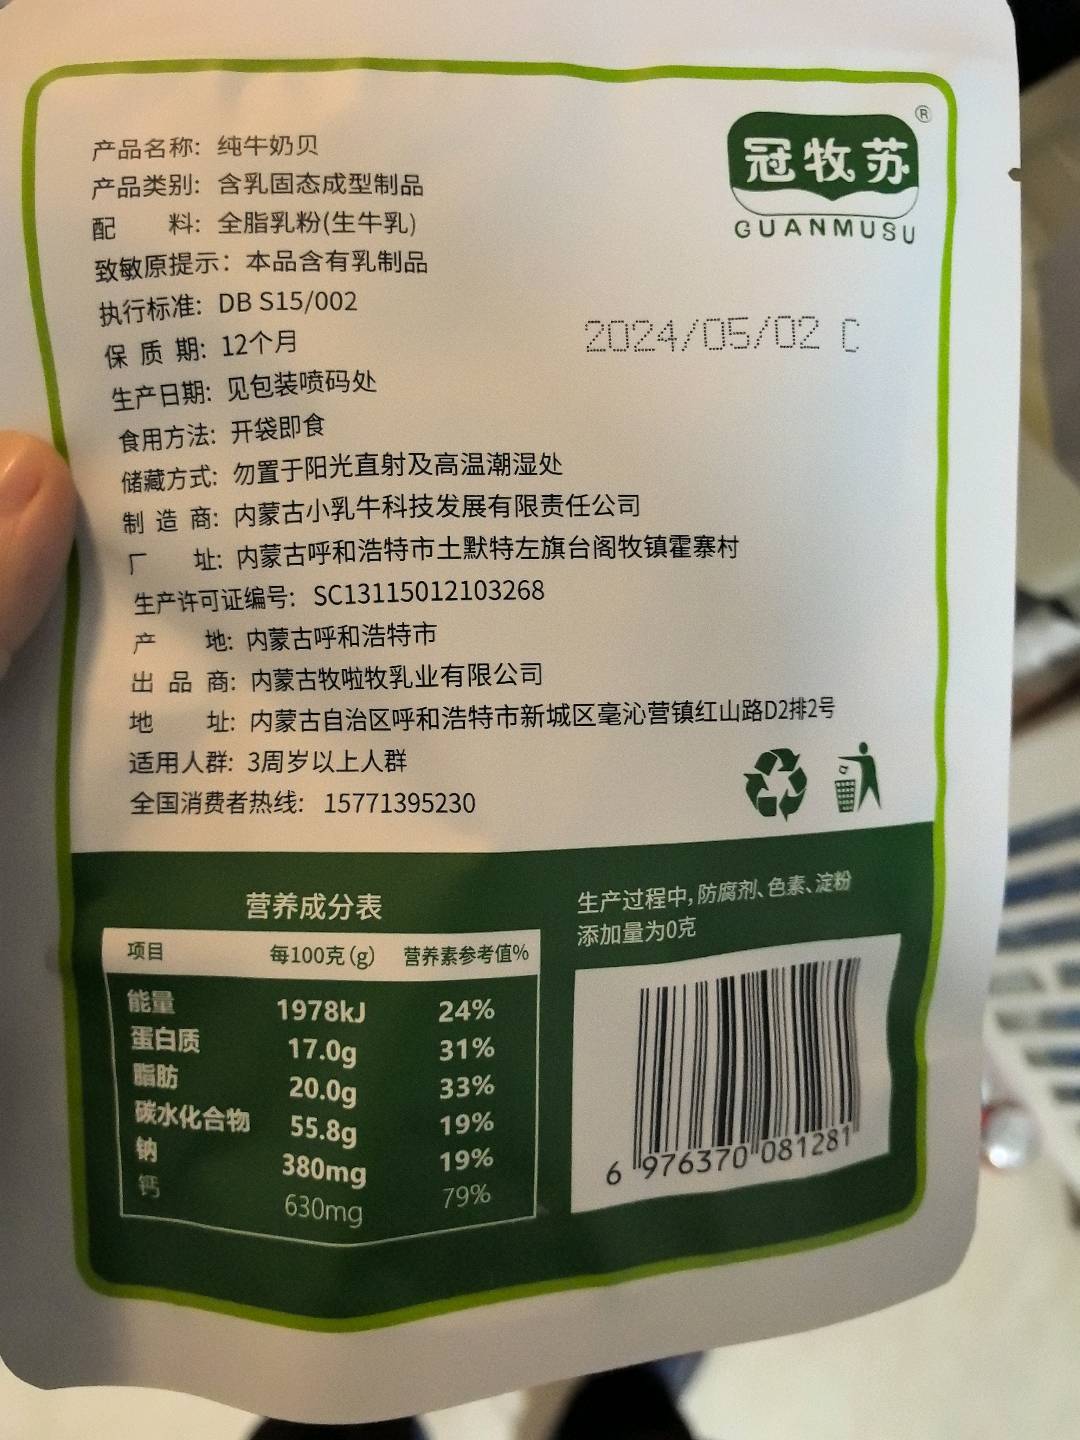 冠牧苏®
GUANMUSU
产品名称: 纯牛奶贝
产品类别: 含乳固态成型制品
配 料: 全脂乳粉(生牛乳)
致敏原提示: 本品含有乳制品
执行标准: DB S15/002
2024/05/02 C
保 质 期: 12个月
生产日期: 见包装喷码处
食用方法: 开袋即食
储藏方式: 勿置于阳光直射及高温潮湿处
制 造 商: 内蒙古小乳牛科技发展有限责任公司
厂 址: 内蒙古呼和浩特市土默特左旗台阁牧镇霍寨村
生产许可证编号: SC13115012103268
产 地: 内蒙古呼和浩特市
出 品 商: 内蒙古牧啦牧乳业有限公司
地 址: 内蒙古自治区呼和浩特市新城区毫沁营镇红山路D2排2号
适用人群: 3周岁以上人群
全国消费者热线: 15771395230
营养成分表
项目 每100克(g) 营养素参考值%
能量 1978kJ 24%
蛋白质 17.0g 31%
脂肪 20.0g 33%
碳水化合物 55.8g 19%
钠 380mg 19%
钙 630mg 79%
生产过程中,防腐剂、色素、淀粉
添加量为0克
6 976370 081281